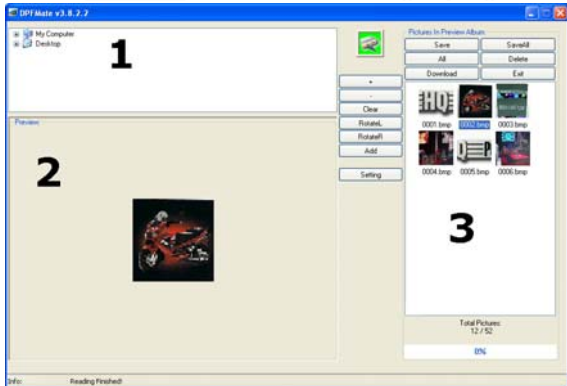 DPFMate v3.8.2.2
My Computer
Desktop
1
Preview:
2
+
-
Clear
RotateL
RotateR
Add
Setting
Pictures In Preview Album:
Save
SaveAll
All
Delete
Download
Exit
HQ
0001.bmp
0002.bmp
0003.bmp
0004.bmp
0005.bmp
0006.bmp
3
Total Pictures:
12 / 52
0%
Info:
Reading Finished!